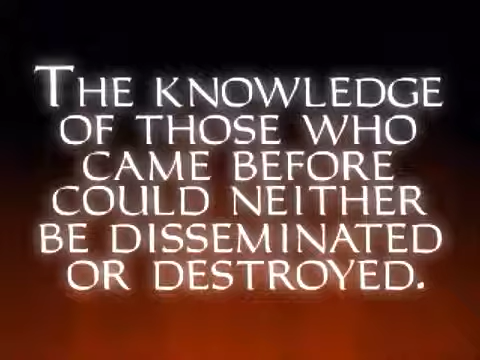 THE KNOWLEDGE
OF THOSE WHO
CAME BEFORE
COULD NEITHER
BE DISSEMINATED
OR DESTROYED.